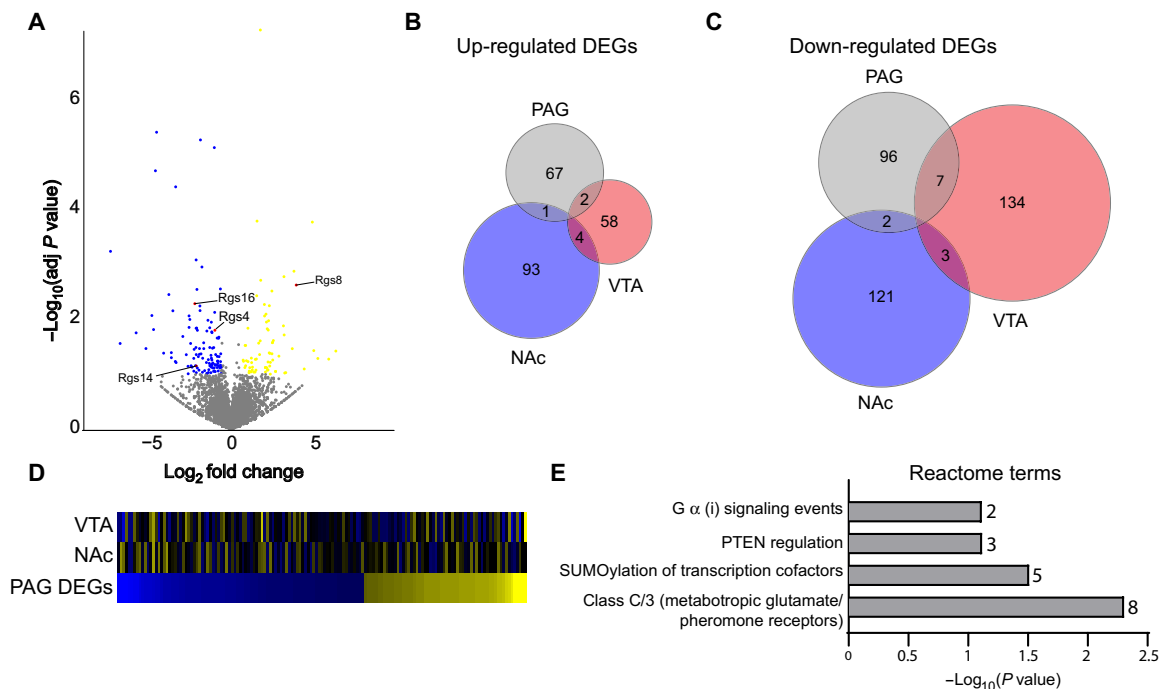 A
−Log10(adj P value)
6
4
2
0
Rgs8
Rgs16
Rgs4
Rgs14
−5
0
5
Log2 fold change
B
Up-regulated DEGs
PAG
67
1
2
58
4
93
VTA
NAc
C
Down-regulated DEGs
PAG
96
7
134
2
3
121
VTA
NAc
D
VTA
NAc
PAG DEGs
E
Reactome terms
G α (i) signaling events
2
PTEN regulation
3
SUMOylation of transcription cofactors
5
Class C/3 (metabotropic glutamate/
pheromone receptors)
8
0 0.5 1 1.5 2 2.5
−Log10(P value)